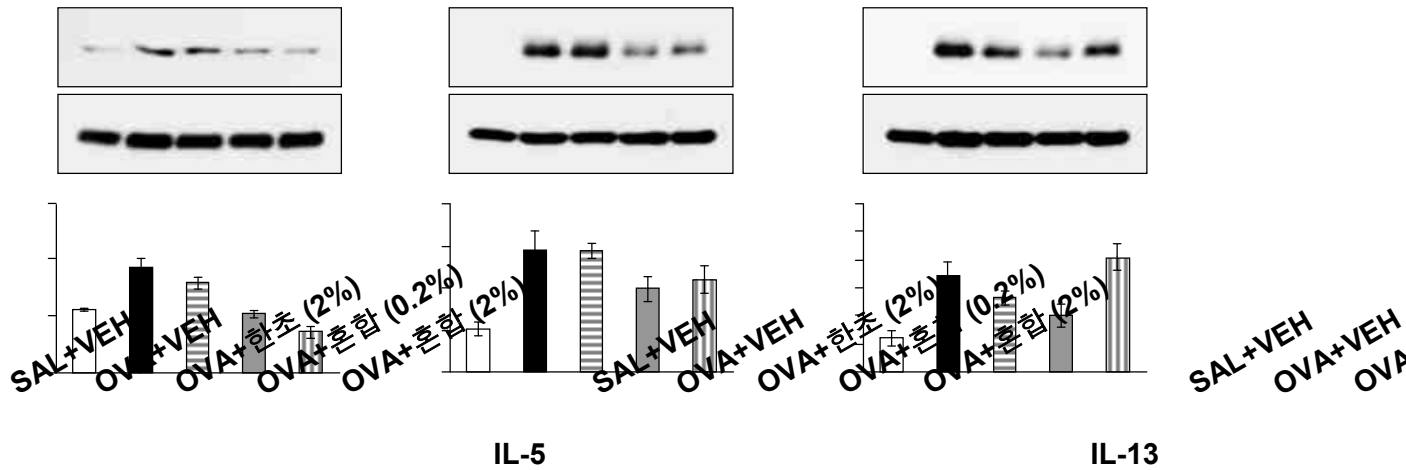 SAL+VEH
OVA+VEH
OVA+한초 (2%)
OVA+혼합 (0.2%)
OVA+혼합 (2%)
SAL+VEH
OVA+VEH
OVA+한초 (2%)
OVA+혼합 (0.2%)
OVA+혼합 (2%)
SAL+VEH
OVA+VEH
OVA
IL-5
IL-13